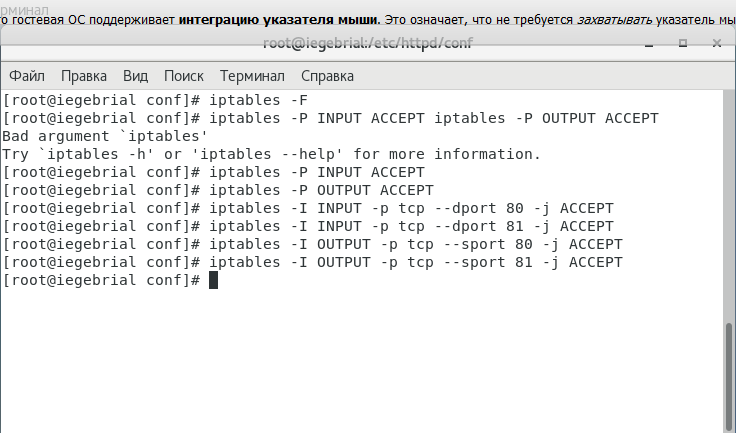 рминал
о гостевая ОС поддерживает интеграцию указателя мыши. Это означает, что не требуется захватывать указатель мы
root@iegebrial:/etc/httpd/conf
Файл Правка Вид Поиск Терминал Справка
[root@iegebrial conf]# iptables -F
[root@iegebrial conf]# iptables -P INPUT ACCEPT iptables -P OUTPUT ACCEPT
Bad argument `iptables'
Try `iptables -h' or 'iptables --help' for more information.
[root@iegebrial conf]# iptables -P INPUT ACCEPT
[root@iegebrial conf]# iptables -P OUTPUT ACCEPT
[root@iegebrial conf]# iptables -I INPUT -p tcp --dport 80 -j ACCEPT
[root@iegebrial conf]# iptables -I INPUT -p tcp --dport 81 -j ACCEPT
[root@iegebrial conf]# iptables -I OUTPUT -p tcp --sport 80 -j ACCEPT
[root@iegebrial conf]# iptables -I OUTPUT -p tcp --sport 81 -j ACCEPT
[root@iegebrial conf]#